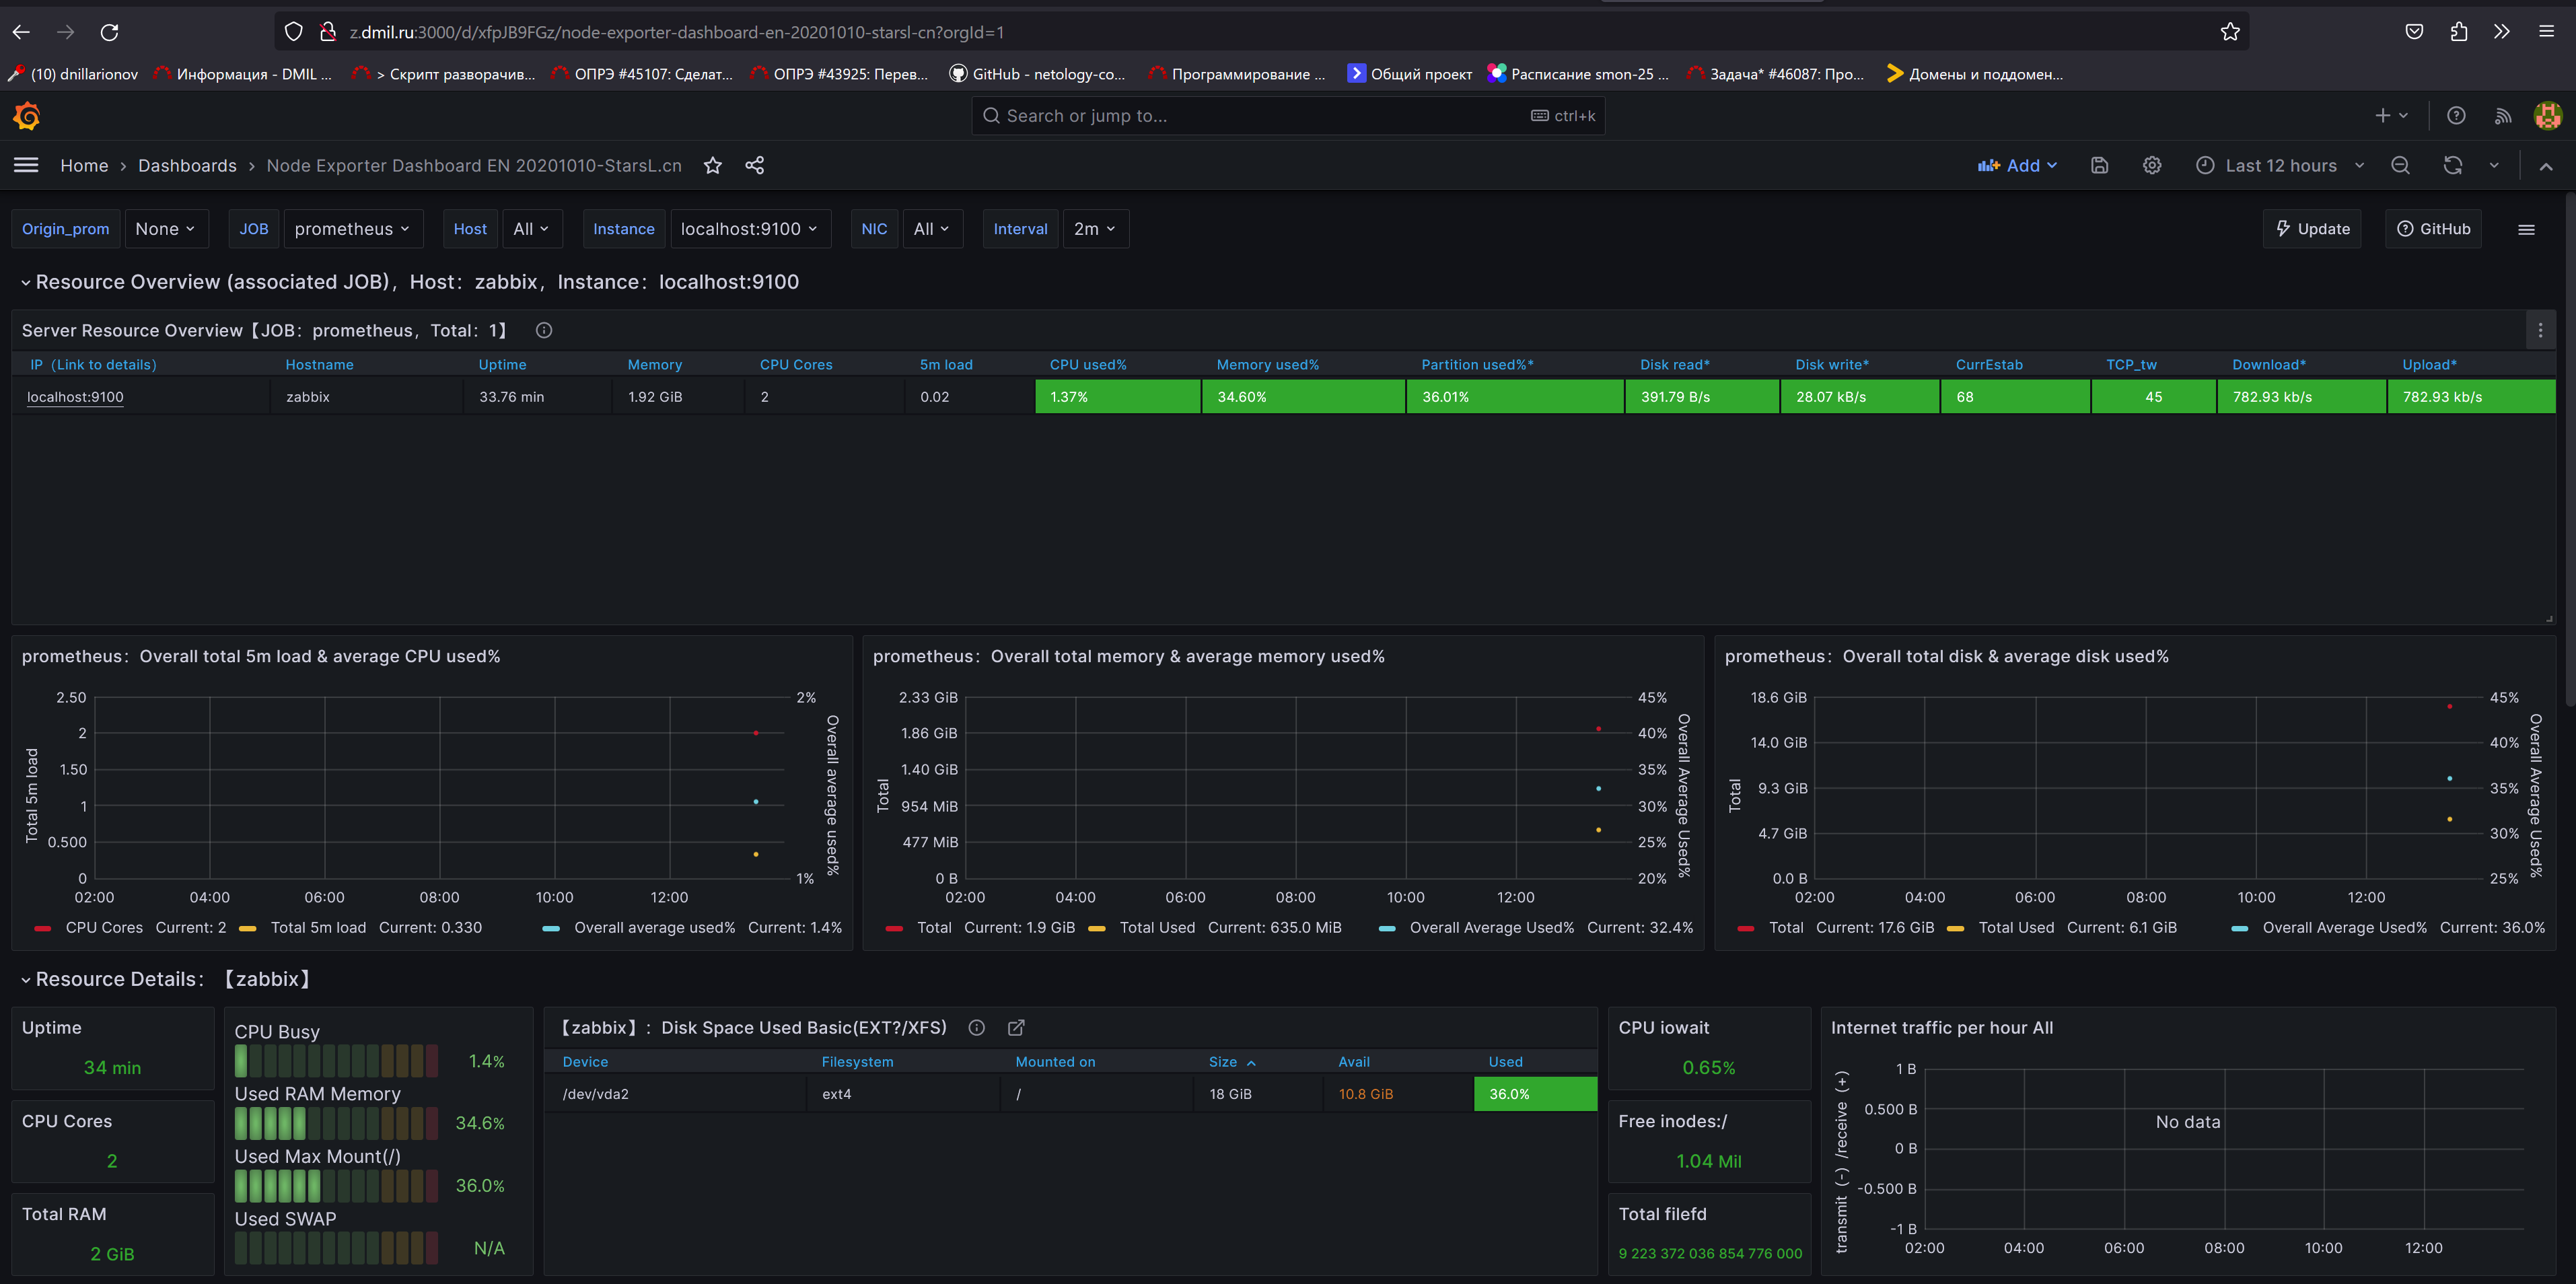 z.dmil.ru:3000/d/xfpJB9FGz/node-exporter-dashboard-en-20201010-starsl-cn?orgId=1
(10) dnillarionov Информация - DMIL ... > Скрипт разворачив... ОПРЭ #45107: Сделат... ОПРЭ #43925: Перев... GitHub - netology-co... Программирование ... Общий проект Расписание smon-25 ... Задача* #46087: Про... Домены и поддомен...
Search or jump to... ctrl+k
Home > Dashboards > Node Exporter Dashboard EN 20201010-StarsL.cn Add Last 12 hours
Origin_prom None JOB prometheus Host All Instance localhost:9100 NIC All Interval 2m Update GitHub
Resource Overview (associated JOB)，Host：zabbix，Instance：localhost:9100
Server Resource Overview【JOB：prometheus，Total：1】
IP（Link to details） Hostname Uptime Memory CPU Cores 5m load CPU used% Memory used% Partition used%* Disk read* Disk write* CurrEstab TCP_tw Download* Upload*
localhost:9100 zabbix 33.76 min 1.92 GiB 2 0.02 1.37% 34.60% 36.01% 391.79 B/s 28.07 kB/s 68 45 782.93 kb/s 782.93 kb/s
prometheus：Overall total 5m load & average CPU used%
2.50
2
1.50
1
0.500
0
2%
1%
Total 5m load
Overall average used%
02:00 04:00 06:00 08:00 10:00 12:00
CPU Cores Current: 2 Total 5m load Current: 0.330 Overall average used% Current: 1.4%
prometheus：Overall total memory & average memory used%
2.33 GiB
1.86 GiB
1.40 GiB
954 MiB
477 MiB
0 B
45%
40%
35%
30%
25%
20%
Total
Overall Average Used%
02:00 04:00 06:00 08:00 10:00 12:00
Total Current: 1.9 GiB Total Used Current: 635.0 MiB Overall Average Used% Current: 32.4%
prometheus：Overall total disk & average disk used%
18.6 GiB
14.0 GiB
9.3 GiB
4.7 GiB
0.0 B
45%
40%
35%
30%
25%
Total
Overall Average Used%
02:00 04:00 06:00 08:00 10:00 12:00
Total Current: 17.6 GiB Total Used Current: 6.1 GiB Overall Average Used% Current: 36.0%
Resource Details：【zabbix】
Uptime
34 min
CPU Cores
2
Total RAM
2 GiB
CPU Busy
1.4%
Used RAM Memory
34.6%
Used Max Mount(/)
36.0%
Used SWAP
N/A
【zabbix】：Disk Space Used Basic(EXT?/XFS)
Device Filesystem Mounted on Size Avail Used
/dev/vda2 ext4 / 18 GiB 10.8 GiB 36.0%
CPU iowait
0.65%
Free inodes:/
1.04 Mil
Total filefd
9 223 372 036 854 776 000
Internet traffic per hour All
1 B
0.500 B
0 B
-0.500 B
-1 B
transmit（-）/receive（+）
No data
02:00 04:00 06:00 08:00 10:00 12:00